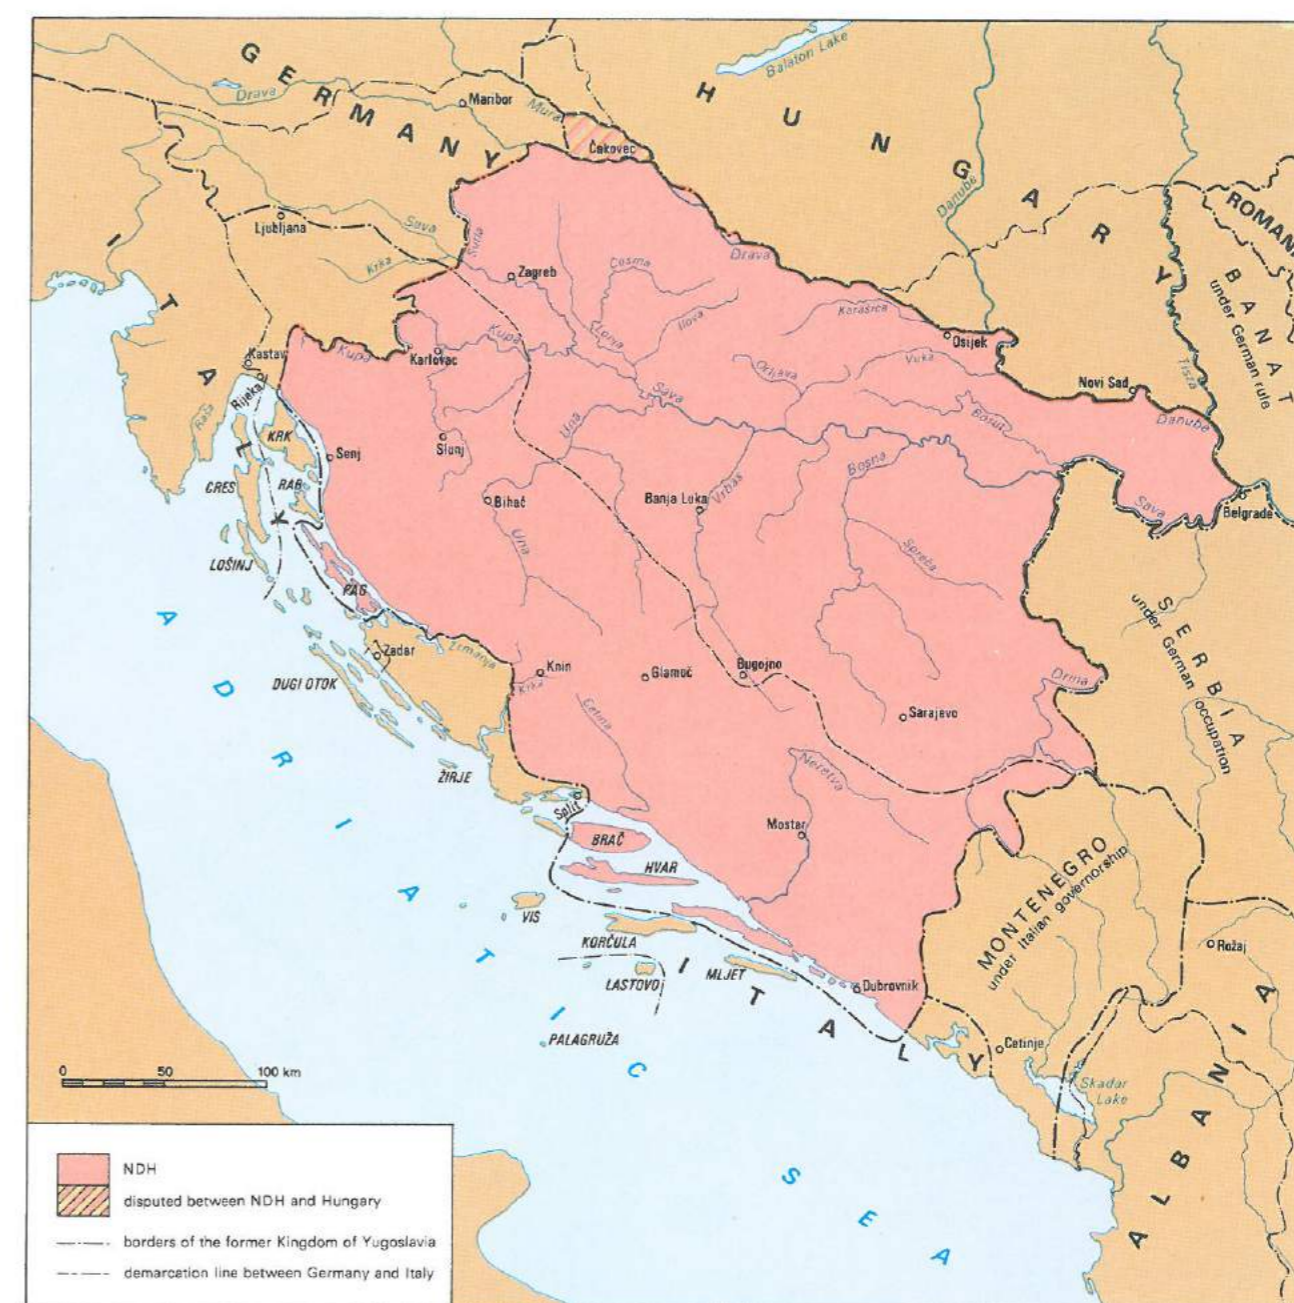 GERMANY
HUNGARY
ROMAN
BANAT
under German rule
ITALY
SERBIA
under German occupation
MONTENEGRO
under Italian governorship
ALBANIA
ITALY
ADRIATIC SEA
Balaton Lake
Drava
Maribor
Mura
Čakovec
Danube
Tisza
Ljubljana
Sava
Krka
Sutla
Zagreb
Česma
Drava
Lonja
Ilova
Karašica
Osijek
Kastav
Rijeka
Kupa
Karlovac
Kupa
Orljava
Vuka
Novi Sad
Danube
Raša
KRK
Senj
Slunj
Una
Sava
Bosut
Bosna
CRES
RAB
Bihać
Banja Luka
Vrbas
Sava
Belgrade
LOŠINJ
PAG
Una
Spreča
Zadar
Zrmanja
Knin
Krka
Glamoč
Bugojno
Drina
DUGI OTOK
Cetina
Sarajevo
ŽIRJE
Neretva
Split
Mostar
BRAČ
HVAR
VIS
KORČULA
LASTOVO
MLJET
Dubrovnik
Rožaj
PALAGRUŽA
Cetinje
Skadar
Lake
0 50 100 km
NDH
disputed between NDH and Hungary
borders of the former Kingdom of Yugoslavia
demarcation line between Germany and Italy